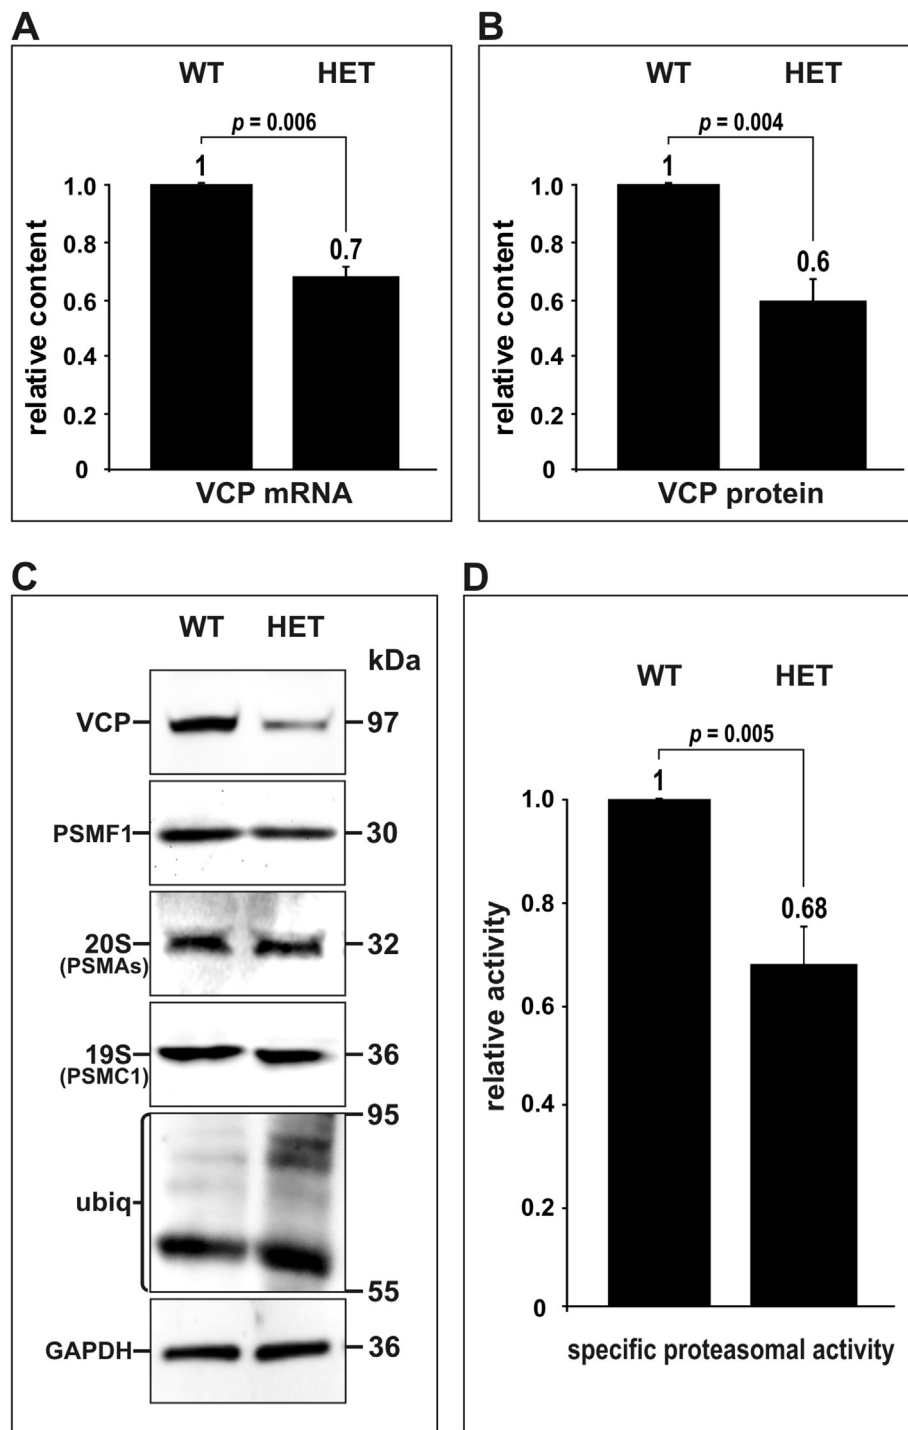 A
WT HET
p = 0.006
1
0.7
1.0
0.8
0.6
0.4
0.2
0
relative content
VCP mRNA
B
WT HET
p = 0.004
1
0.6
1.0
0.8
0.6
0.4
0.2
0
relative content
VCP protein
C
WT HET
kDa
VCP 97
PSMF1 30
20S 32
(PSMAs)
19S 36
(PSMC1)
95
ubiq
55
GAPDH 36
D
WT HET
p = 0.005
1
0.68
1.0
0.8
0.6
0.4
0.2
0
relative activity
specific proteasomal activity